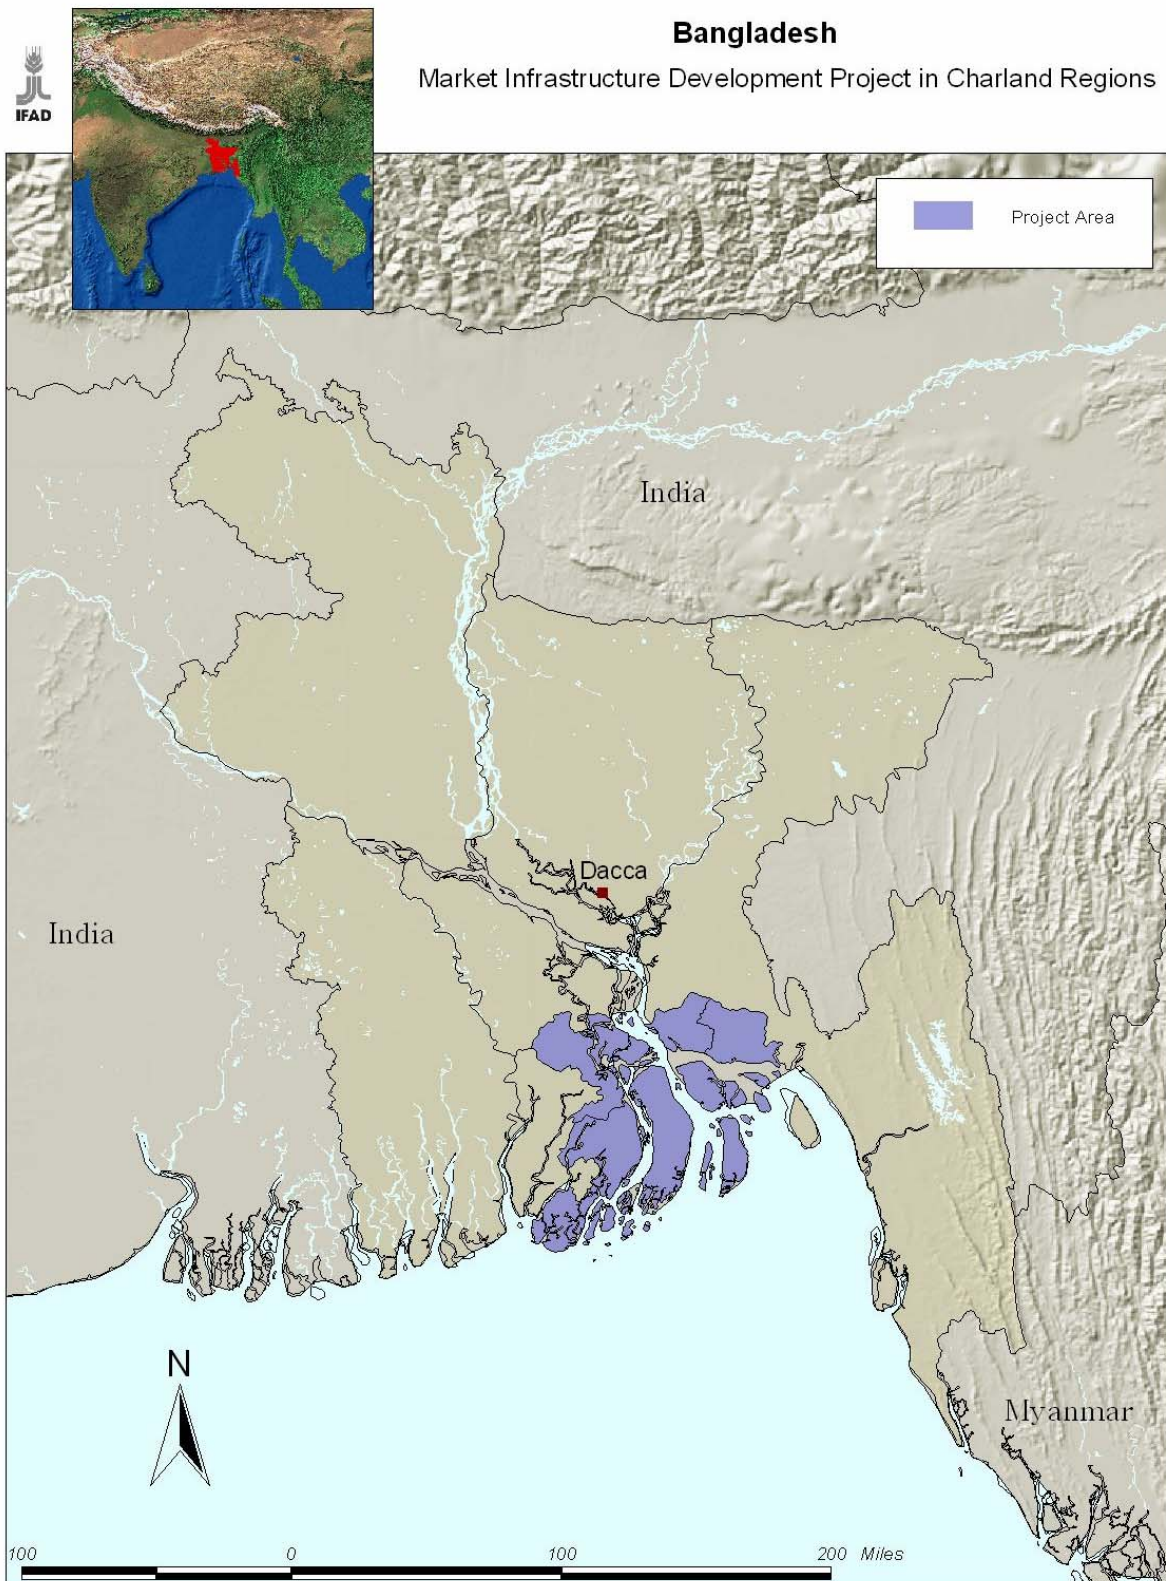 Bangladesh
Market Infrastructure Development Project in Charland Regions
IFAD
Project Area
India
Dacca
India
N
Myanmar
100 0 100 200 Miles